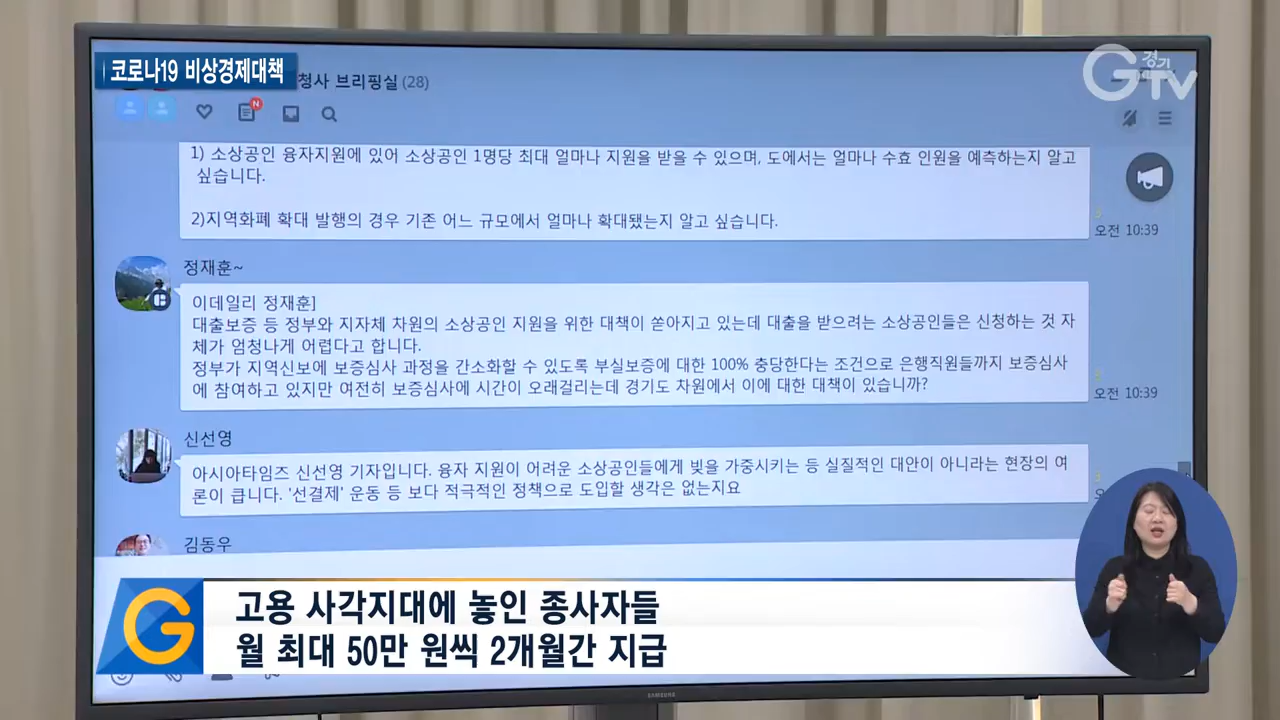 코로나19 비상경제대책
청사 브리핑실 (28)
경기
GTV
N
1) 소상공인 융자지원에 있어 소상공인 1명당 최대 얼마나 지원을 받을 수 있으며, 도에서는 얼마나 수효 인원을 예측하는지 알고
싶습니다.
2)지역화폐 확대 발행의 경우 기존 어느 규모에서 얼마나 확대됐는지 알고 싶습니다.
오전 10:39
정재훈~
이데일리 정재훈]
대출보증 등 정부와 지자체 차원의 소상공인 지원을 위한 대책이 쏟아지고 있는데 대출을 받으려는 소상공인들은 신청하는 것 자
체가 엄청나게 어렵다고 합니다.
정부가 지역신보에 보증심사 과정을 간소화할 수 있도록 부실보증에 대한 100% 충당한다는 조건으로 은행직원들까지 보증심사
에 참여하고 있지만 여전히 보증심사에 시간이 오래걸리는데 경기도 차원에서 이에 대한 대책이 있습니까?
오전 10:39
신선영
아시아타임즈 신선영 기자입니다. 융자 지원이 어려운 소상공인들에게 빚을 가중시키는 등 실질적인 대안이 아니라는 현장의 여
론이 큽니다. '선결제' 운동 등 보다 적극적인 정책으로 도입할 생각은 없는지요
김동우
G
고용 사각지대에 놓인 종사자들
월 최대 50만 원씩 2개월간 지급
SAMSUNG